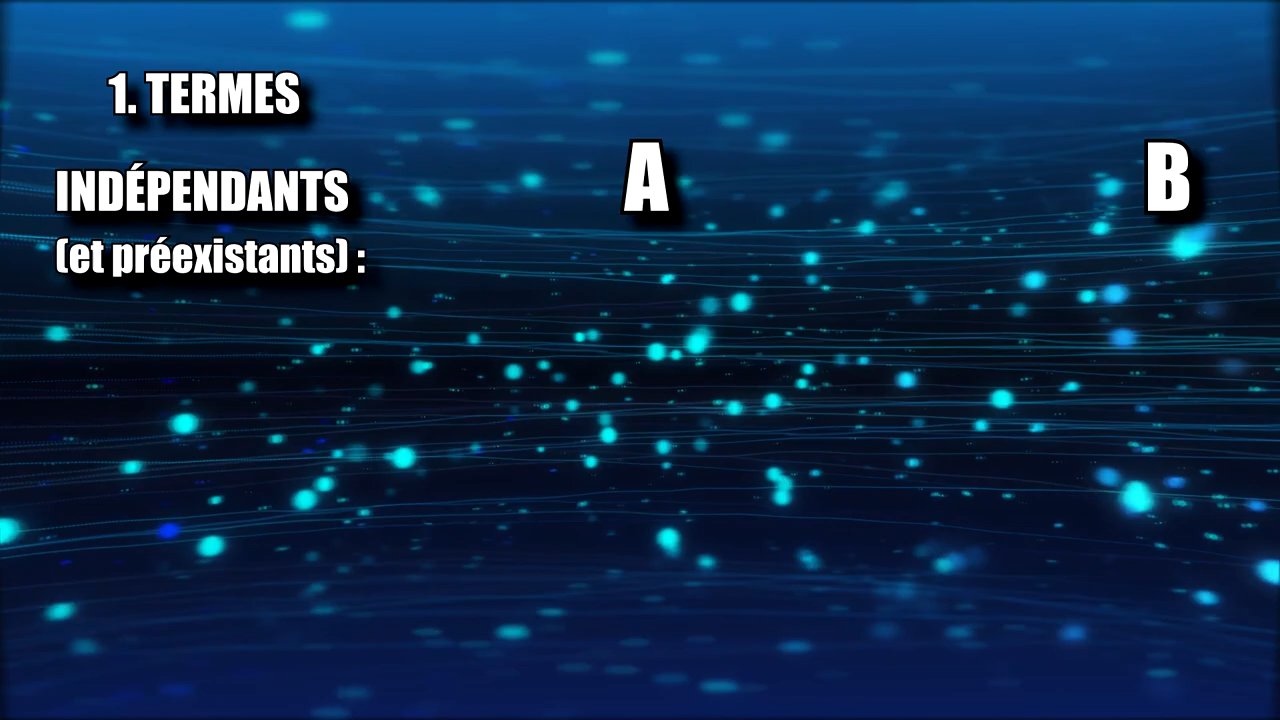 1. TERMES
INDÉPENDANTS
(et préexistants) :
A
B